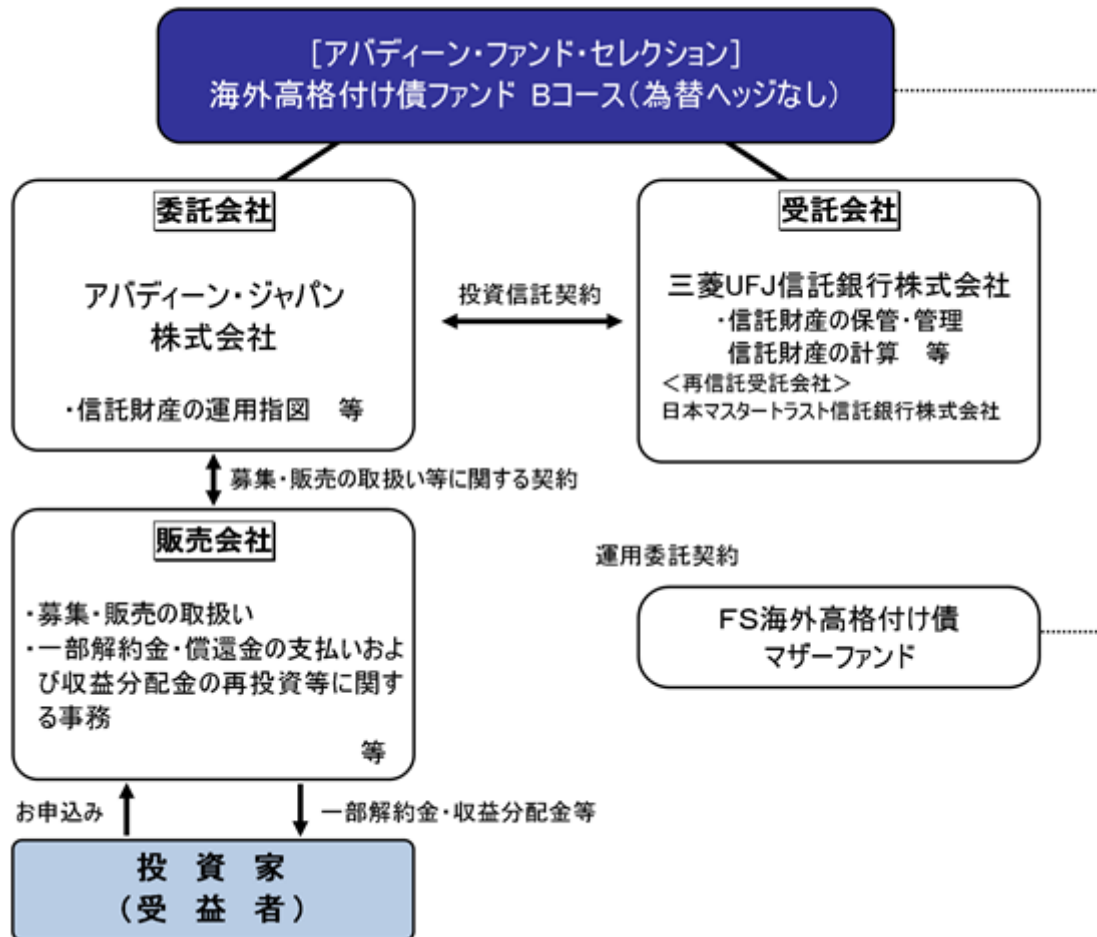 [アバディーン・ファンド・セレクション]
海外高格付け債ファンド Bコース(為替ヘッジなし)
委託会社
アバディーン・ジャパン
株式会社
・信託財産の運用指図 等
投資信託契約
受託会社
三菱UFJ信託銀行株式会社
・信託財産の保管・管理
信託財産の計算 等
＜再信託受託会社＞
日本マスタートラスト信託銀行株式会社
募集・販売の取扱い等に関する契約
販売会社
・募集・販売の取扱い
・一部解約金・償還金の支払いおよ
び収益分配金の再投資等に関す
る事務
等
運用委託契約
FS海外高格付け債
マザーファンド
お申込み
一部解約金・収益分配金等
投 資 家
(受 益 者)